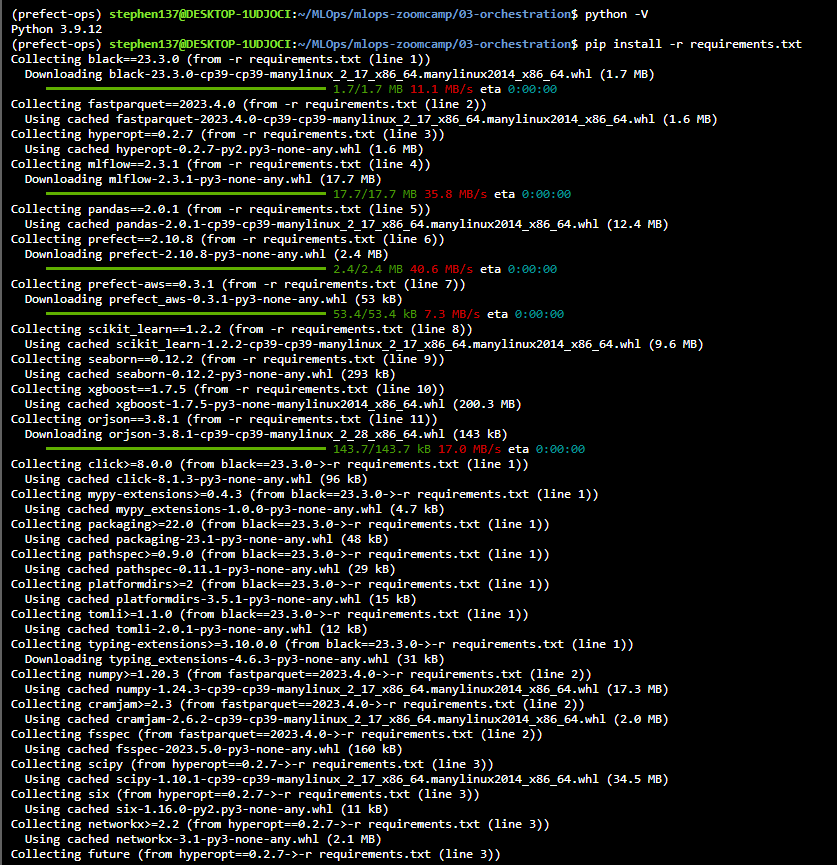 (prefect-ops) stephen137@DESKTOP-1UDJOCI:~/MLOps/mlops-zoomcamp/03-orchestration$ python -V
Python 3.9.12
(prefect-ops) stephen137@DESKTOP-1UDJOCI:~/MLOps/mlops-zoomcamp/03-orchestration$ pip install -r requirements.txt
Collecting black==23.3.0 (from -r requirements.txt (line 1))
  Downloading black-23.3.0-cp39-cp39-manylinux_2_17_x86_64.manylinux2014_x86_64.whl (1.7 MB)
1.7/1.7 MB 11.1 MB/s eta 0:00:00
Collecting fastparquet==2023.4.0 (from -r requirements.txt (line 2))
  Using cached fastparquet-2023.4.0-cp39-cp39-manylinux_2_17_x86_64.manylinux2014_x86_64.whl (1.6 MB)
Collecting hyperopt==0.2.7 (from -r requirements.txt (line 3))
  Using cached hyperopt-0.2.7-py2.py3-none-any.whl (1.6 MB)
Collecting mlflow==2.3.1 (from -r requirements.txt (line 4))
  Downloading mlflow-2.3.1-py3-none-any.whl (17.7 MB)
17.7/17.7 MB 35.8 MB/s eta 0:00:00
Collecting pandas==2.0.1 (from -r requirements.txt (line 5))
  Using cached pandas-2.0.1-cp39-cp39-manylinux_2_17_x86_64.manylinux2014_x86_64.whl (12.4 MB)
Collecting prefect==2.10.8 (from -r requirements.txt (line 6))
  Downloading prefect-2.10.8-py3-none-any.whl (2.4 MB)
2.4/2.4 MB 40.6 MB/s eta 0:00:00
Collecting prefect-aws==0.3.1 (from -r requirements.txt (line 7))
  Downloading prefect_aws-0.3.1-py3-none-any.whl (53 kB)
53.4/53.4 kB 7.3 MB/s eta 0:00:00
Collecting scikit_learn==1.2.2 (from -r requirements.txt (line 8))
  Using cached scikit_learn-1.2.2-cp39-cp39-manylinux_2_17_x86_64.manylinux2014_x86_64.whl (9.6 MB)
Collecting seaborn==0.12.2 (from -r requirements.txt (line 9))
  Using cached seaborn-0.12.2-py3-none-any.whl (293 kB)
Collecting xgboost==1.7.5 (from -r requirements.txt (line 10))
  Using cached xgboost-1.7.5-py3-none-manylinux2014_x86_64.whl (200.3 MB)
Collecting orjson==3.8.1 (from -r requirements.txt (line 11))
  Downloading orjson-3.8.1-cp39-cp39-manylinux_2_28_x86_64.whl (143 kB)
143.7/143.7 kB 17.0 MB/s eta 0:00:00
Collecting click>=8.0.0 (from black==23.3.0->-r requirements.txt (line 1))
  Using cached click-8.1.3-py3-none-any.whl (96 kB)
Collecting mypy-extensions>=0.4.3 (from black==23.3.0->-r requirements.txt (line 1))
  Using cached mypy_extensions-1.0.0-py3-none-any.whl (4.7 kB)
Collecting packaging>=22.0 (from black==23.3.0->-r requirements.txt (line 1))
  Using cached packaging-23.1-py3-none-any.whl (48 kB)
Collecting pathspec>=0.9.0 (from black==23.3.0->-r requirements.txt (line 1))
  Using cached pathspec-0.11.1-py3-none-any.whl (29 kB)
Collecting platformdirs>=2 (from black==23.3.0->-r requirements.txt (line 1))
  Using cached platformdirs-3.5.1-py3-none-any.whl (15 kB)
Collecting tomli>=1.1.0 (from black==23.3.0->-r requirements.txt (line 1))
  Using cached tomli-2.0.1-py3-none-any.whl (12 kB)
Collecting typing-extensions>=3.10.0.0 (from black==23.3.0->-r requirements.txt (line 1))
  Downloading typing_extensions-4.6.3-py3-none-any.whl (31 kB)
Collecting numpy>=1.20.3 (from fastparquet==2023.4.0->-r requirements.txt (line 2))
  Using cached numpy-1.24.3-cp39-cp39-manylinux_2_17_x86_64.manylinux2014_x86_64.whl (17.3 MB)
Collecting cramjam>=2.3 (from fastparquet==2023.4.0->-r requirements.txt (line 2))
  Using cached cramjam-2.6.2-cp39-cp39-manylinux_2_17_x86_64.manylinux2014_x86_64.whl (2.0 MB)
Collecting fsspec (from fastparquet==2023.4.0->-r requirements.txt (line 2))
  Using cached fsspec-2023.5.0-py3-none-any.whl (160 kB)
Collecting scipy (from hyperopt==0.2.7->-r requirements.txt (line 3))
  Using cached scipy-1.10.1-cp39-cp39-manylinux_2_17_x86_64.manylinux2014_x86_64.whl (34.5 MB)
Collecting six (from hyperopt==0.2.7->-r requirements.txt (line 3))
  Using cached six-1.16.0-py2.py3-none-any.whl (11 kB)
Collecting networkx>=2.2 (from hyperopt==0.2.7->-r requirements.txt (line 3))
  Using cached networkx-3.1-py3-none-any.whl (2.1 MB)
Collecting future (from hyperopt==0.2.7->-r requirements.txt (line 3))